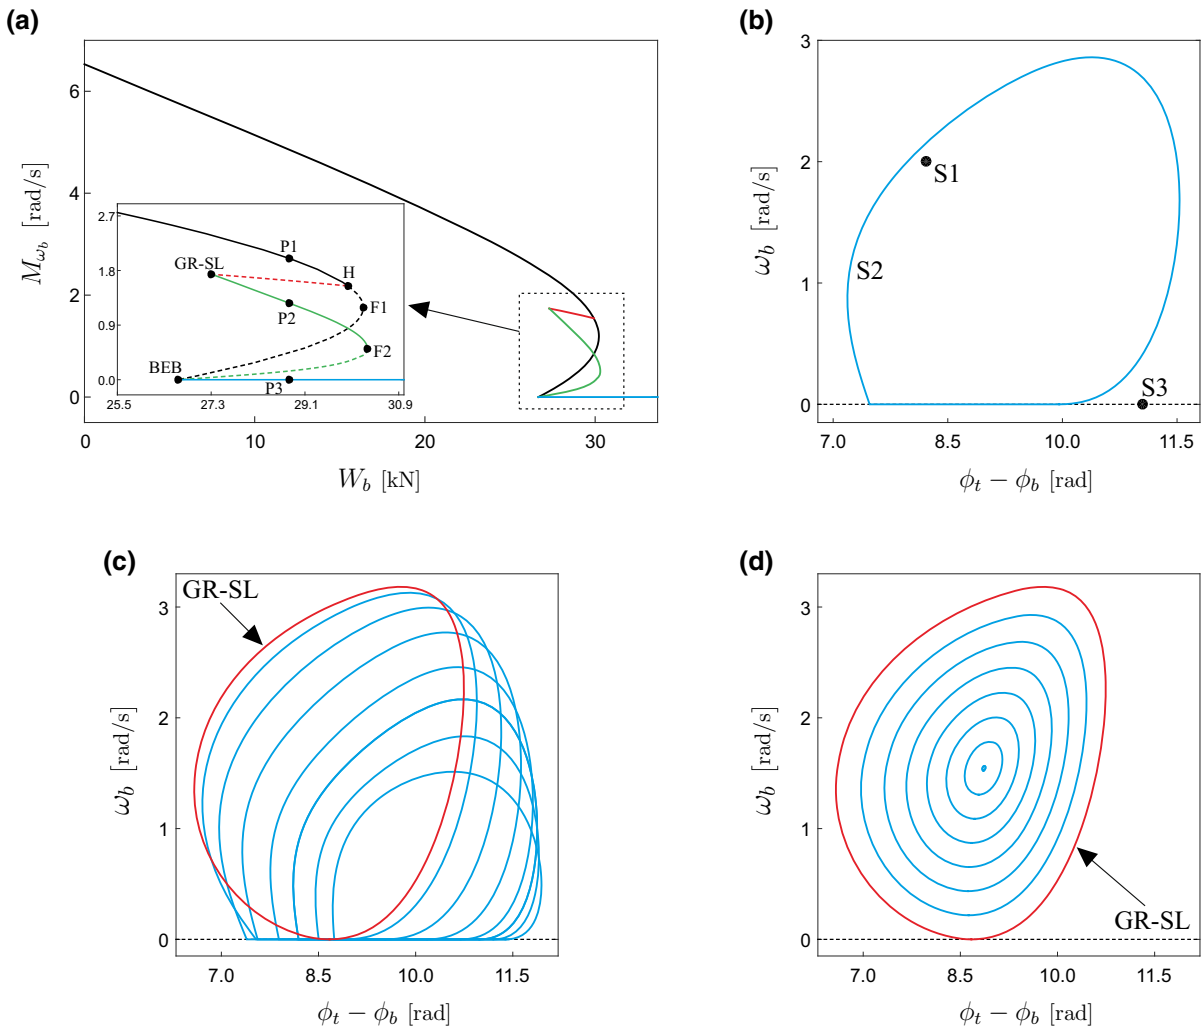 (a)
6
4
2
0
M_{ω_b} [rad/s]
0 10 20 30
W_b [kN]
2.7
1.8
0.9
0.0
25.5 27.3 29.1 30.9
P1
GR-SL
H
F1
P2
F2
BEB
P3
(b)
3
2
1
0
ω_b [rad/s]
S1
S2
S3
7.0 8.5 10.0 11.5
ϕ_t − ϕ_b [rad]
(c)
GR-SL
3
2
1
0
ω_b [rad/s]
7.0 8.5 10.0 11.5
ϕ_t − ϕ_b [rad]
(d)
3
2
1
0
ω_b [rad/s]
GR-SL
7.0 8.5 10.0 11.5
ϕ_t − ϕ_b [rad]